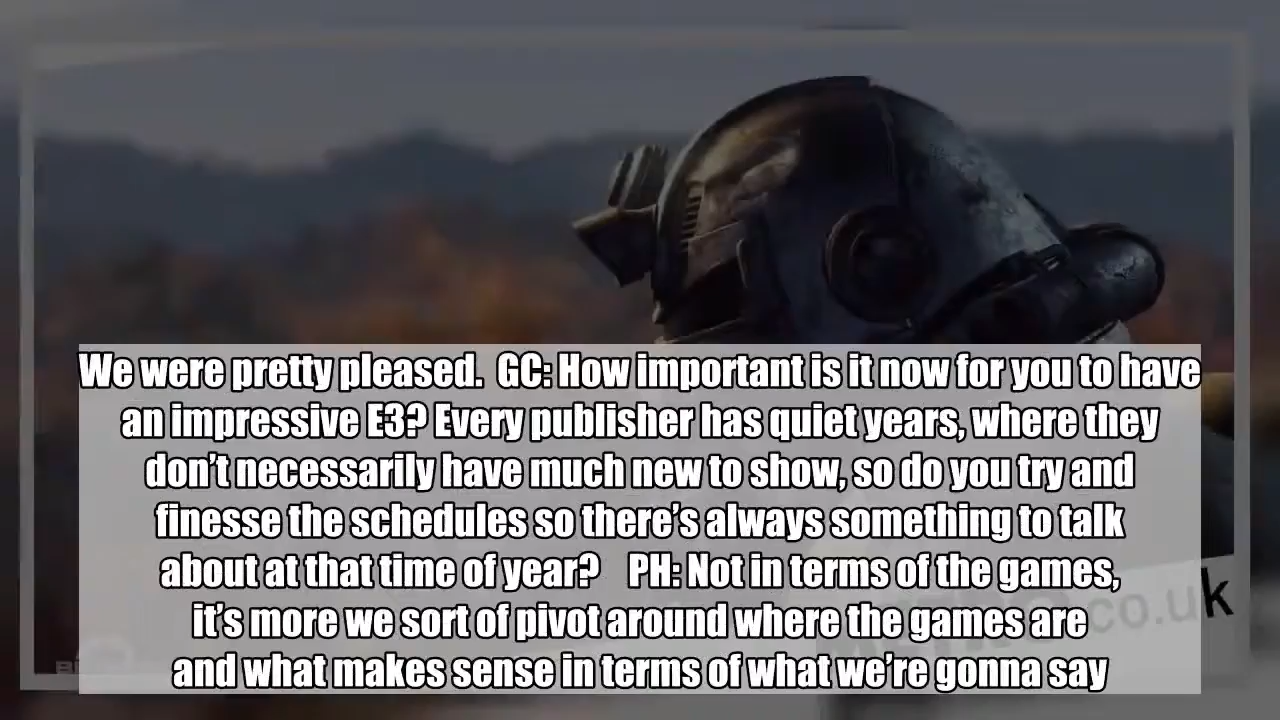 We were pretty pleased.  GC: How important is it now for you to have
an impressive E3? Every publisher has quiet years, where they
don’t necessarily have much new to show, so do you try and
finesse the schedules so there’s always something to talk
about at that time of year?    PH: Not in terms of the games,
it’s more we sort of pivot around where the games are
and what makes sense in terms of what we’re gonna say
.co.uk